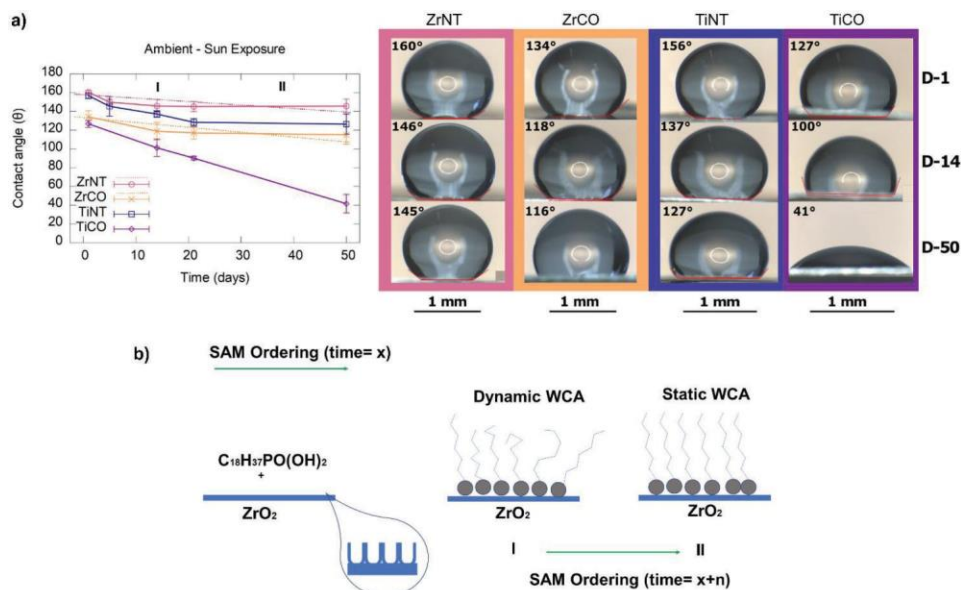 a)
Ambient - Sun Exposure
Contact angle (θ)
180
160
140
120
100
80
60
40
20
0
I
II
ZrNT
ZrCO
TiNT
TiCO
0 10 20 30 40 50
Time (days)
ZrNT ZrCO TiNT TiCO
160° 134° 156° 127° D-1
146° 118° 137° 100° D-14
145° 116° 127° 41° D-50
1 mm 1 mm 1 mm 1 mm
b)
SAM Ordering (time= x)
C₁₈H₃₇PO(OH)₂
+
ZrO₂
Dynamic WCA
Static WCA
ZrO₂
ZrO₂
I
II
SAM Ordering (time= x+n)